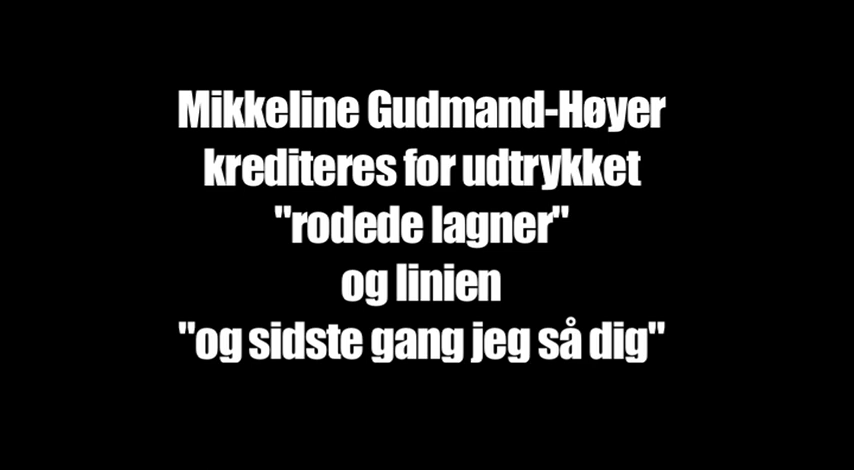 Mikkeline Gudmand-Høyer
krediteres for udtrykket
"rodede lagner"
og linien
"og sidste gang jeg så dig"